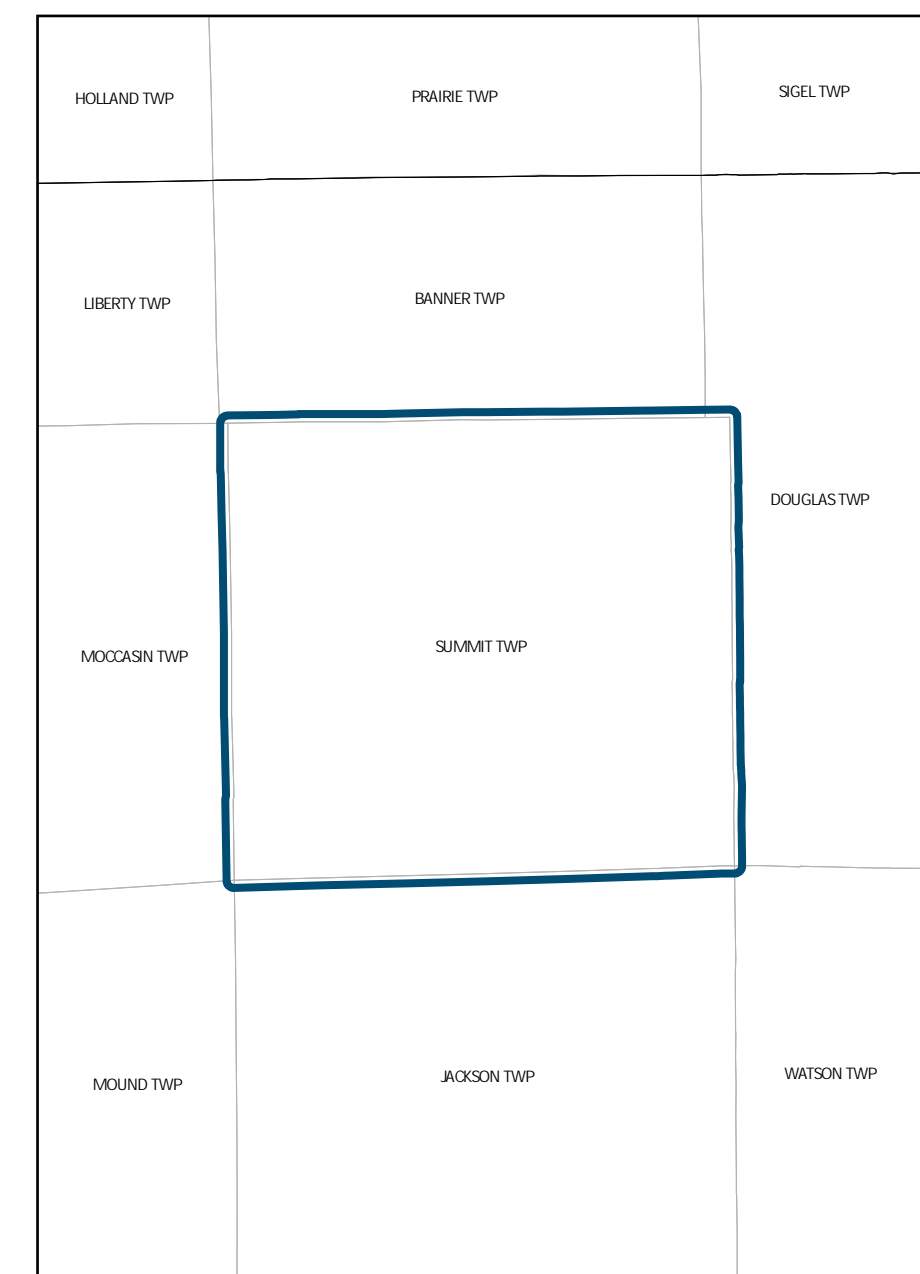 HOLLAND TWP
PRAIRIE TWP
SIGEL TWP
LIBERTY TWP
BANNER TWP
DOUGLAS TWP
MOCCASIN TWP
SUMMIT TWP
MOUND TWP
JACKSON TWP
WATSON TWP